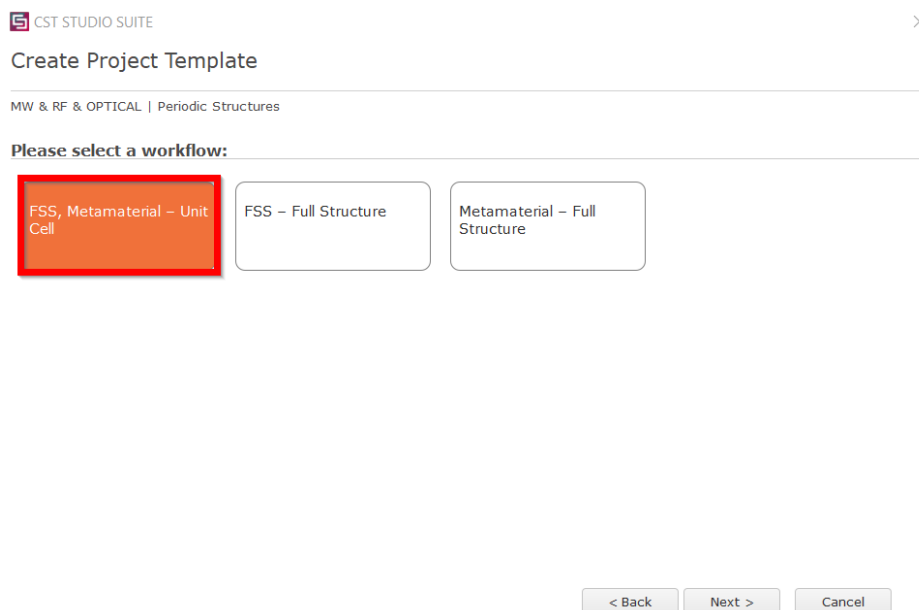 CST STUDIO SUITE
Create Project Template
MW & RF & OPTICAL | Periodic Structures
Please select a workflow:
FSS, Metamaterial – Unit
Cell
FSS – Full Structure
Metamaterial – Full
Structure
< Back
Next >
Cancel